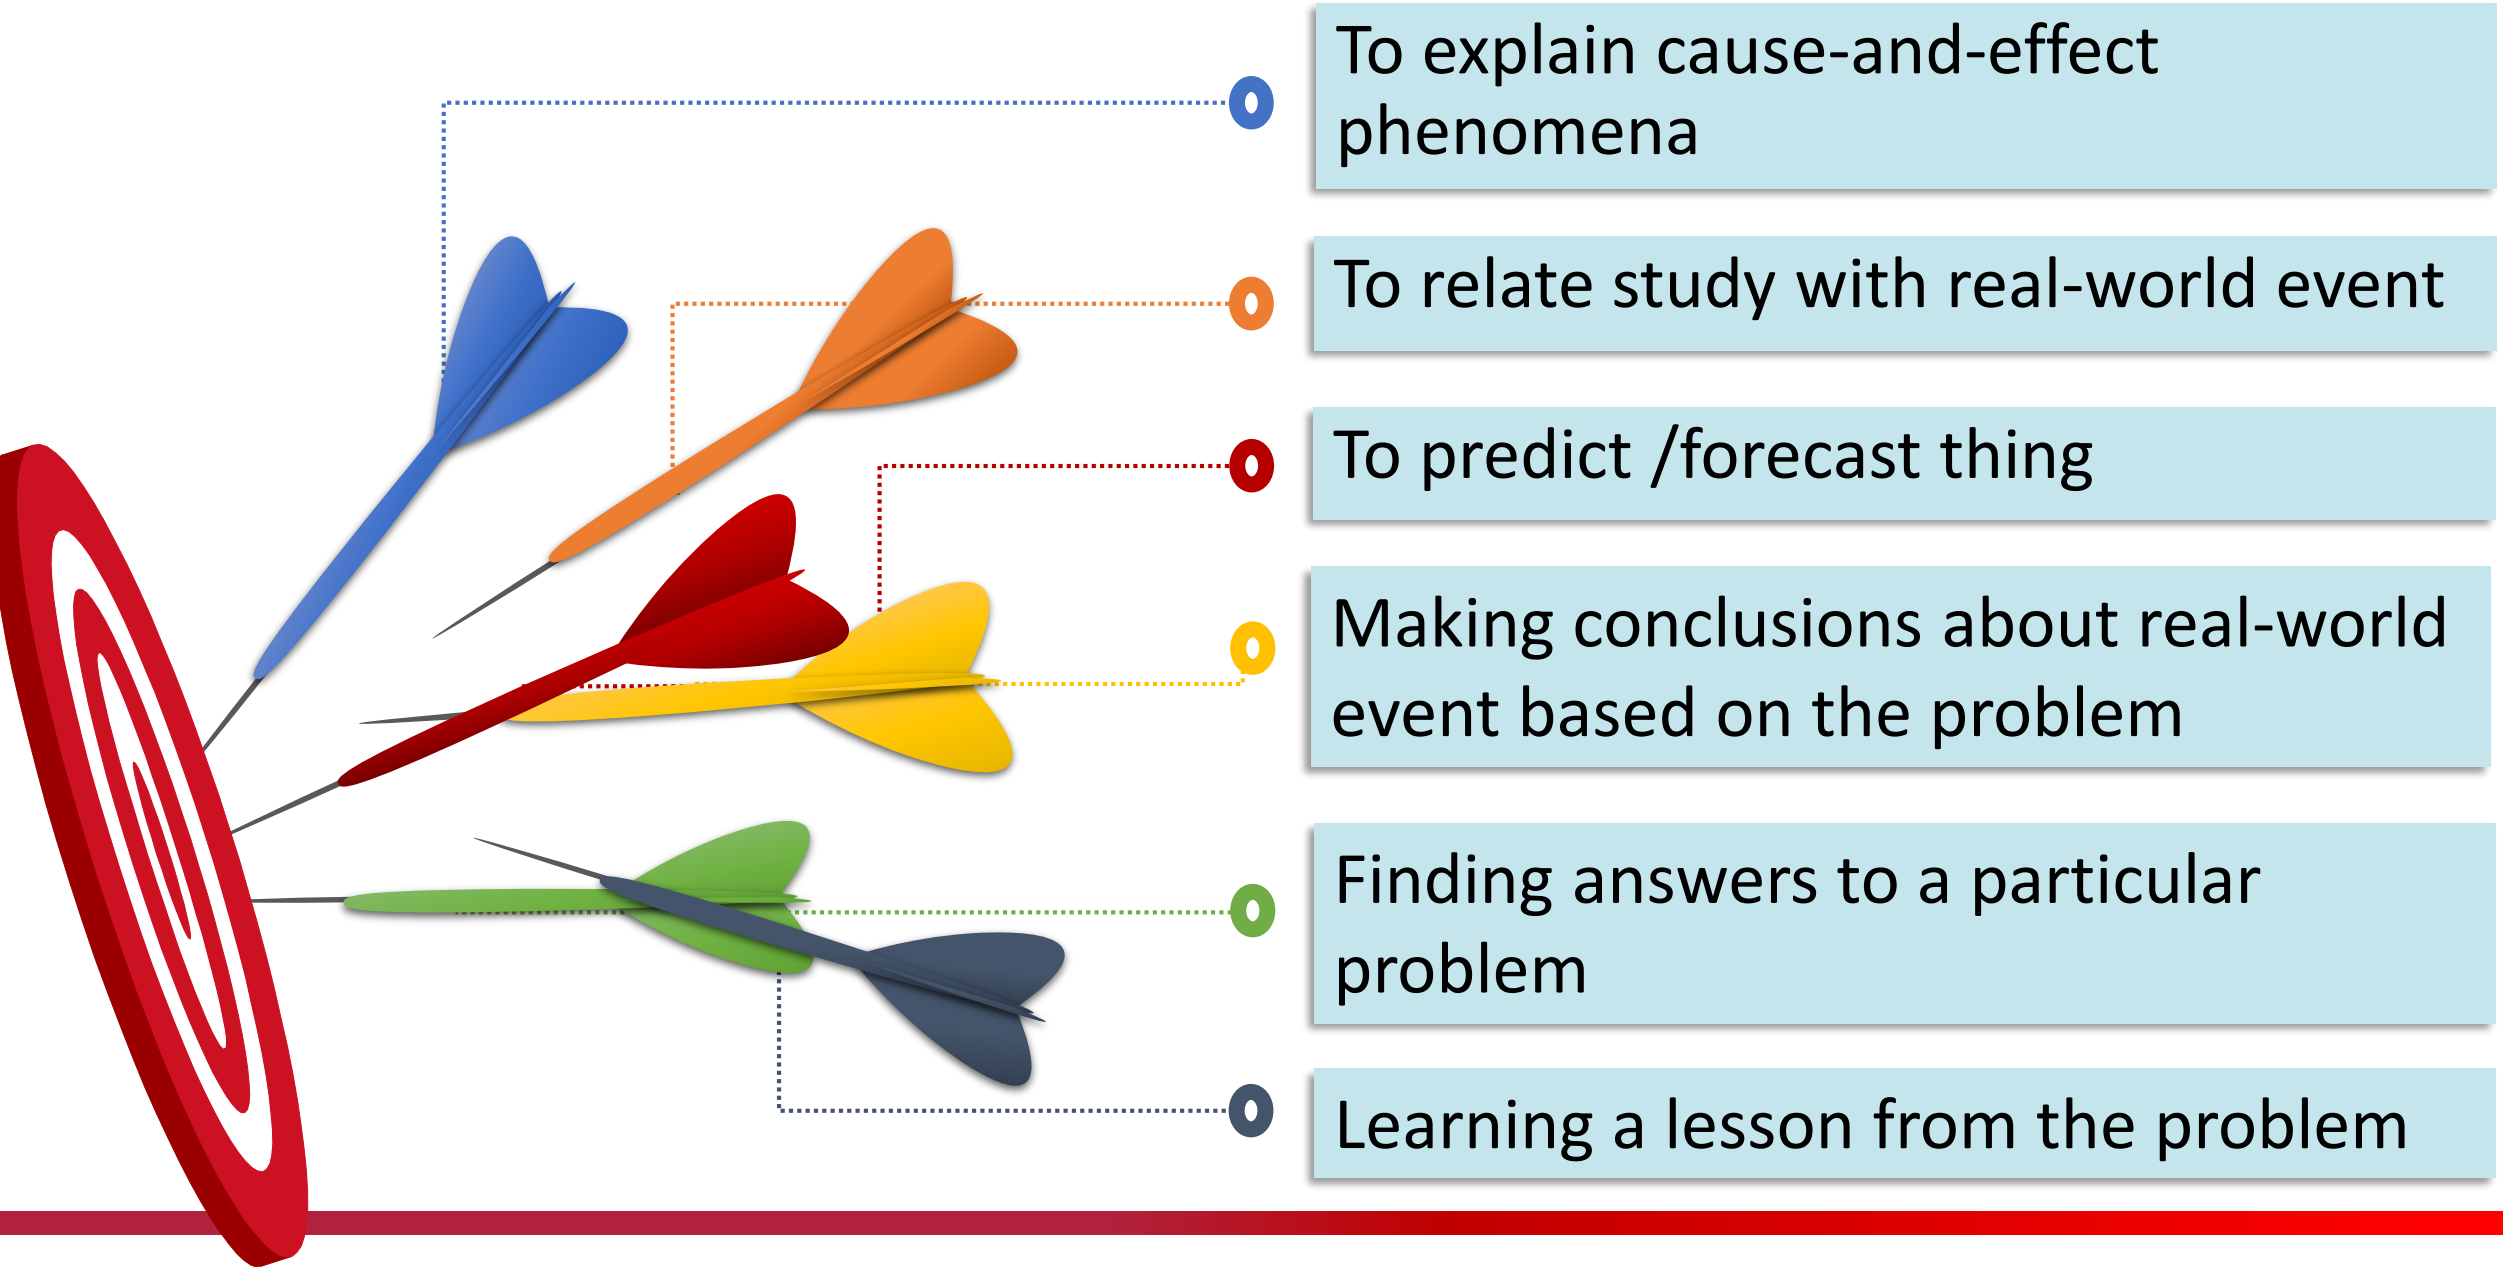 To explain cause-and-effect
phenomena
To relate study with real-world event
To predict /forecast thing
Making conclusions about real-world
event based on the problem
Finding answers to a particular
problem
Learning a lesson from the problem